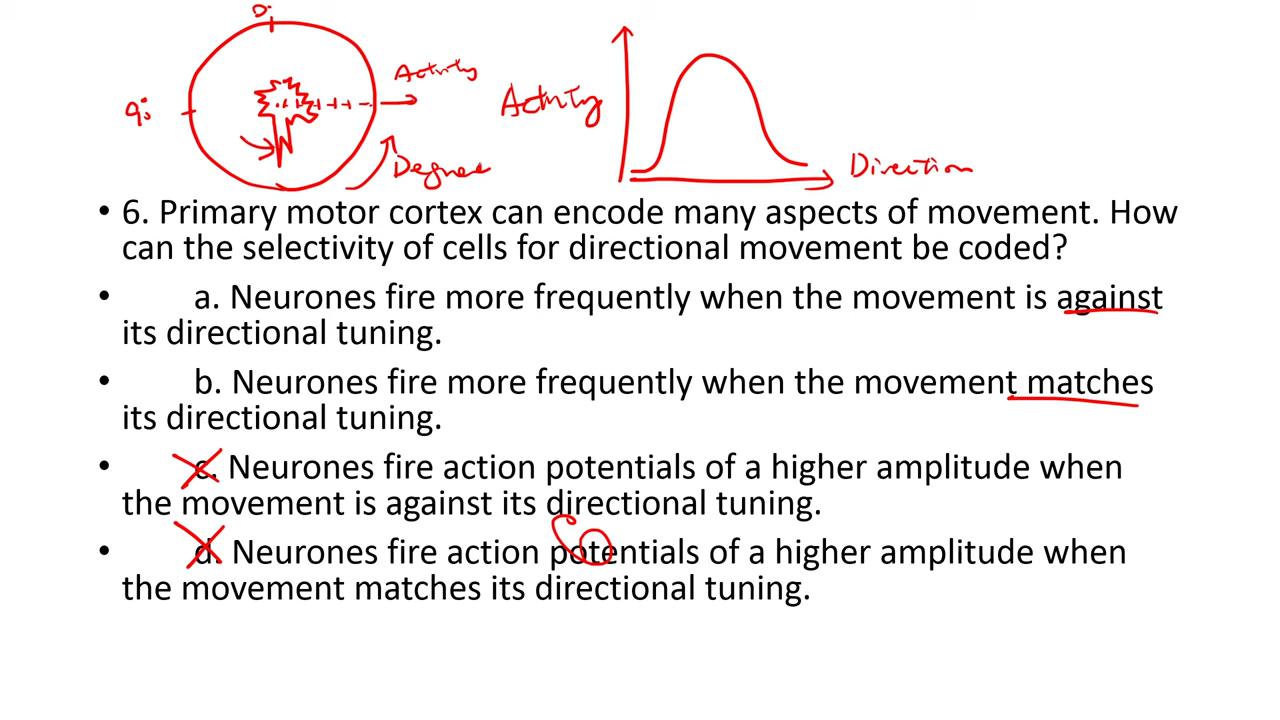 0°
Activity
90°
Degree
Activity
Direction
• 6. Primary motor cortex can encode many aspects of movement. How
can the selectivity of cells for directional movement be coded?
• a. Neurones fire more frequently when the movement is against
its directional tuning.
• b. Neurones fire more frequently when the movement matches
its directional tuning.
• c. Neurones fire action potentials of a higher amplitude when
the movement is against its directional tuning.
• d. Neurones fire action potentials of a higher amplitude when
the movement matches its directional tuning.